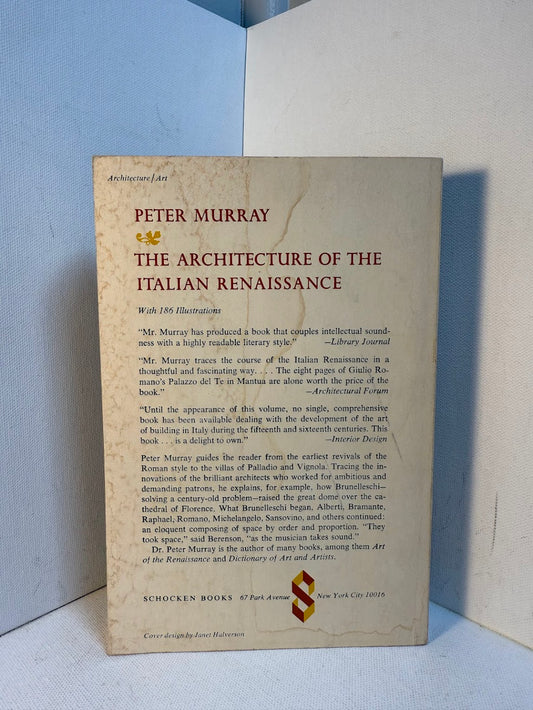 Architecture/Art
PETER MURRAY
THE ARCHITECTURE OF THE
ITALIAN RENAISSANCE
With 186 Illustrations
"Mr. Murray has produced a book that couples intellectual sound-
ness with a highly readable literary style." —Library Journal
"Mr. Murray traces the course of the Italian Renaissance in a
thoughtful and fascinating way. . . . The eight pages of Giulio Ro-
mano's Palazzo del Te in Mantua are alone worth the price of the
book." —Architectural Forum
"Until the appearance of this volume, no single, comprehensive
book has been available dealing with the development of the art
of building in Italy during the fifteenth and sixteenth centuries. This
book . . . is a delight to own." —Interior Design
Peter Murray guides the reader from the earliest revivals of the
Roman style to the villas of Palladio and Vignola. Tracing the in-
novations of the brilliant architects who worked for ambitious and
demanding patrons, he explains, for example, how Brunelleschi—
solving a century-old problem—raised the great dome over the ca-
thedral of Florence. What Brunelleschi began, Alberti, Bramante,
Raphael, Romano, Michelangelo, Sansovino, and others continued:
an eloquent composing of space by order and proportion. "They
took space," said Berenson, "as the musician takes sound."
Dr. Peter Murray is the author of many books, among them Art
of the Renaissance and Dictionary of Art and Artists.
SCHOCKEN BOOKS 67 Park Avenue New York City 10016
Cover design by Janet Halverson